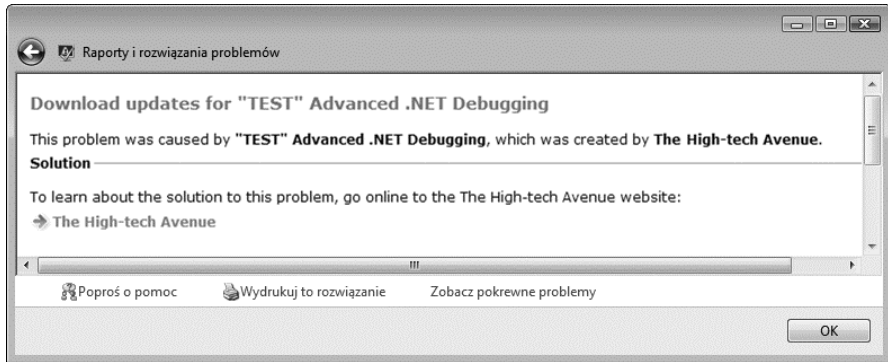 Raporty i rozwiązania problemów
Download updates for "TEST" Advanced .NET Debugging
This problem was caused by "TEST" Advanced .NET Debugging, which was created by The High-tech Avenue.
Solution
To learn about the solution to this problem, go online to the The High-tech Avenue website:
The High-tech Avenue
Poproś o pomoc Wydrukuj to rozwiązanie Zobacz pokrewne problemy
OK